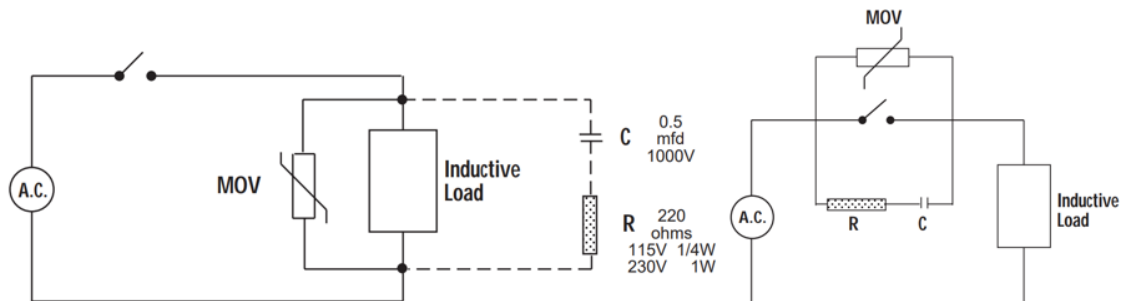 A.C.
MOV
Inductive
Load
C
0.5
mfd
1000V
R
220
ohms
115V 1/4W
230V 1W
MOV
A.C.
R
C
Inductive
Load